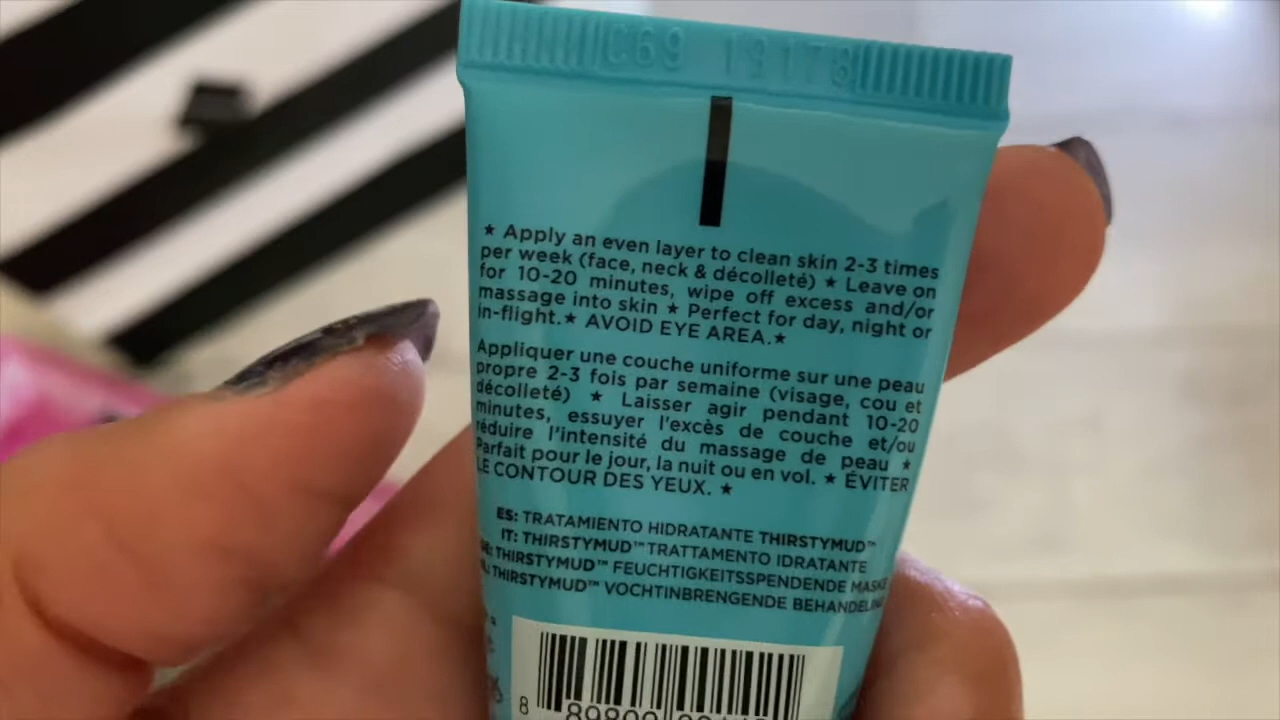 C69 19178
★ Apply an even layer to clean skin 2-3 times
per week (face, neck & décolleté) ★ Leave on
for 10-20 minutes, wipe off excess and/or
massage into skin ★ Perfect for day, night or
in-flight.★ AVOID EYE AREA.★
Appliquer une couche uniforme sur une peau
propre 2-3 fois par semaine (visage, cou et
décolleté) ★ Laisser agir pendant 10-20
minutes, essuyer l'excès de couche et/ou
réduire l'intensité du massage de peau ★
Parfait pour le jour, la nuit ou en vol. ★ ÉVITER
LE CONTOUR DES YEUX. ★
ES: TRATAMIENTO HIDRATANTE THIRSTYMUD™
IT: THIRSTYMUD™ TRATTAMENTO IDRATANTE
THIRSTYMUD™ FEUCHTIGKEITSSPENDENDE MASKE
THIRSTYMUD™ VOCHTINBRENGENDE BEHANDELING
8